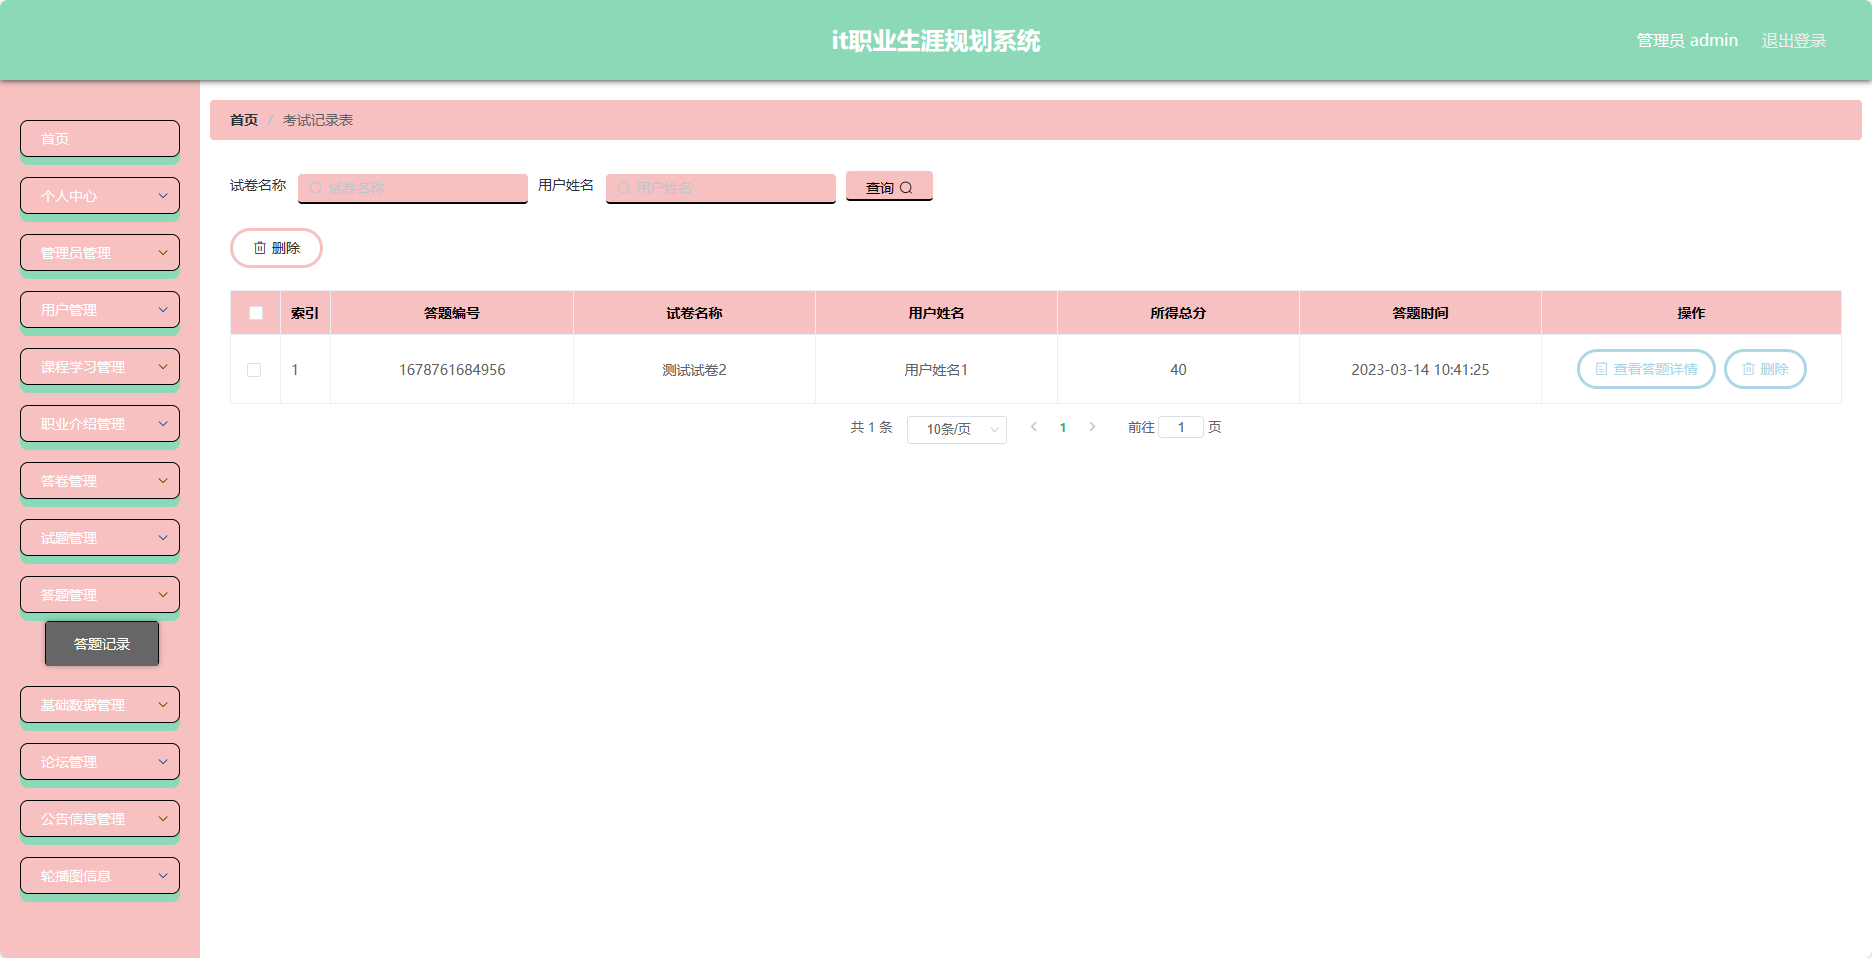 it职业生涯规划系统
管理员 admin 退出登录
首页
个人中心
管理员管理
用户管理
课程学习管理
职业介绍管理
答卷管理
试题管理
答题管理
答题记录
基础数据管理
论坛管理
公告信息管理
轮播图信息
首页 / 考试记录表
试卷名称 试卷名称 用户姓名 用户姓名 查询
删除
索引 答题编号 试卷名称 用户姓名 所得总分 答题时间 操作
1 1678761684956 测试试卷2 用户姓名1 40 2023-03-14 10:41:25 查看答题详情 删除
共 1 条 10条/页 1 前往 1 页